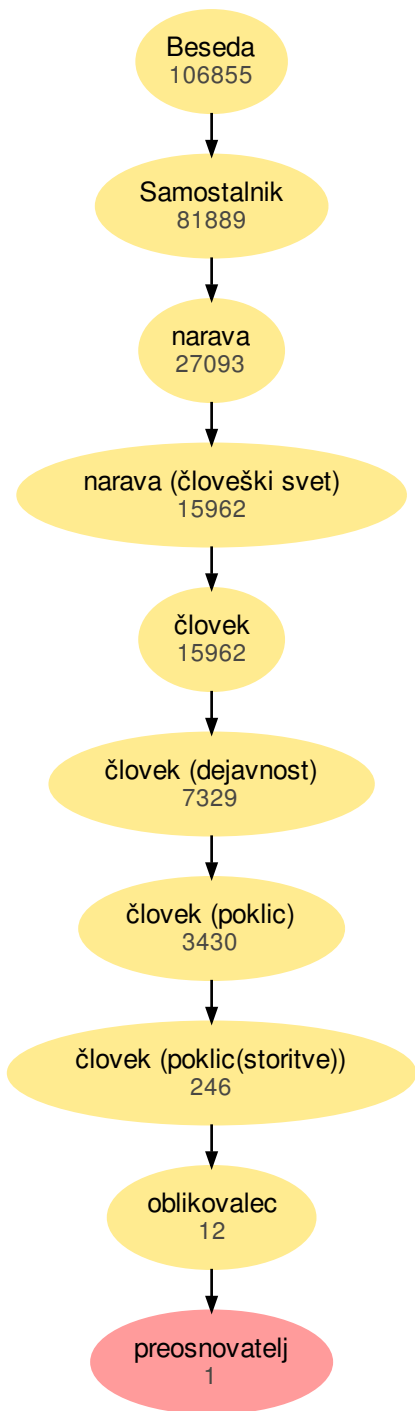 Beseda
106855
Samostalnik
81889
narava
27093
narava (človeški svet)
15962
človek
15962
človek (dejavnost)
7329
človek (poklic)
3430
človek (poklic(storitve))
246
oblikovalec
12
preosnovatelj
1